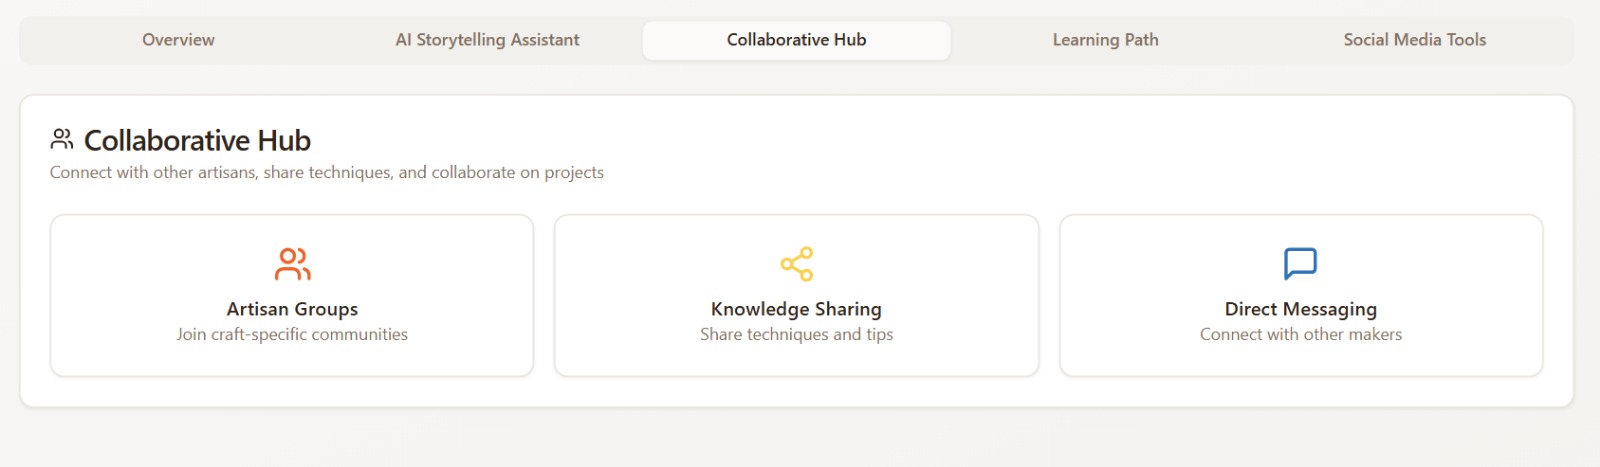 Overview
AI Storytelling Assistant
Collaborative Hub
Learning Path
Social Media Tools
Collaborative Hub
Connect with other artisans, share techniques, and collaborate on projects
Artisan Groups
Join craft-specific communities
Knowledge Sharing
Share techniques and tips
Direct Messaging
Connect with other makers